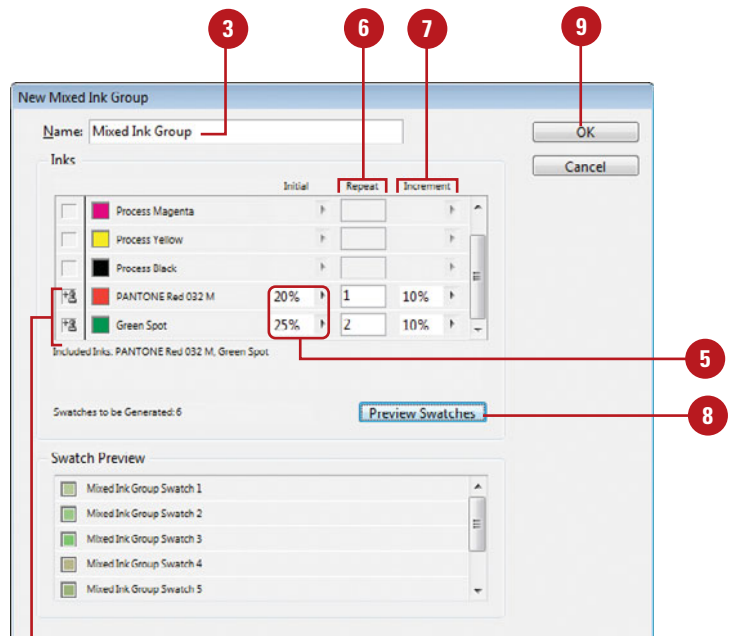 3 6 7 9
New Mixed Ink Group
Name: Mixed Ink Group
OK
Inks
Cancel
Initial Repeat Increment
Process Magenta
Process Yellow
Process Black
PANTONE Red 032 M 20% 1 10%
Green Spot 25% 2 10%
Included Inks: PANTONE Red 032 M, Green Spot
5
Swatches to be Generated: 6
Preview Swatches
8
Swatch Preview
Mixed Ink Group Swatch 1
Mixed Ink Group Swatch 2
Mixed Ink Group Swatch 3
Mixed Ink Group Swatch 4
Mixed Ink Group Swatch 5